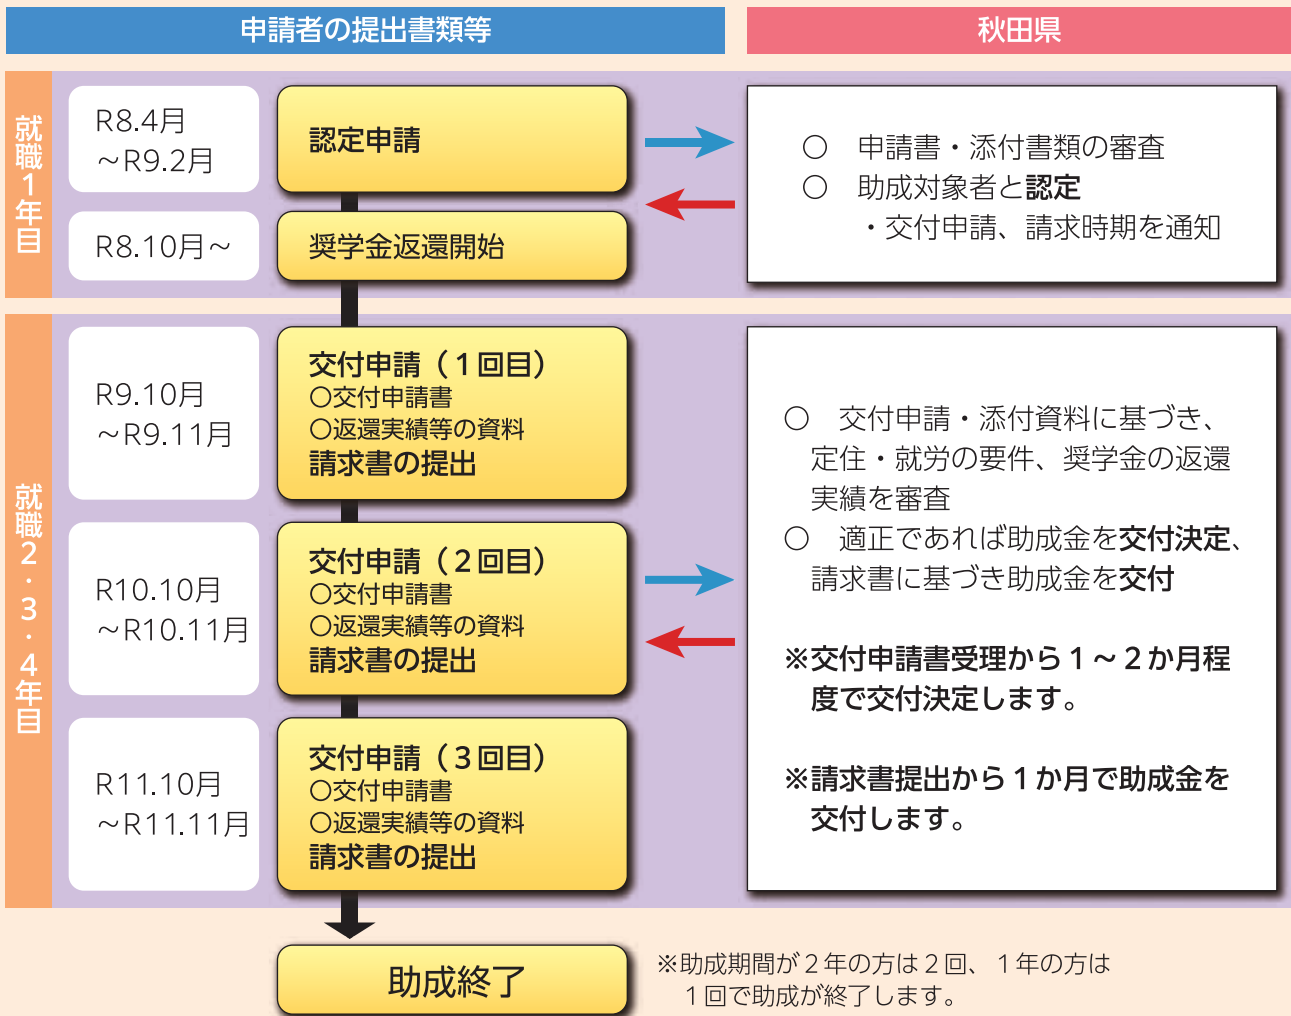 申請者の提出書類等
秋田県
就職1年目
R8.4月
～R9.2月
認定申請
R8.10月～
奨学金返還開始
○　申請書・添付書類の審査
○　助成対象者と認定
・交付申請、請求時期を通知
就職2・3・4年目
R9.10月
～R9.11月
交付申請（1回目）
○交付申請書
○返還実績等の資料
請求書の提出
R10.10月
～R10.11月
交付申請（2回目）
○交付申請書
○返還実績等の資料
請求書の提出
R11.10月
～R11.11月
交付申請（3回目）
○交付申請書
○返還実績等の資料
請求書の提出
○　交付申請・添付資料に基づき、
定住・就労の要件、奨学金の返還
実績を審査
○　適正であれば助成金を交付決定、
請求書に基づき助成金を交付
※交付申請書受理から1～2か月程
度で交付決定します。
※請求書提出から1か月で助成金を
交付します。
助成終了
※助成期間が2年の方は2回、1年の方は
1回で助成が終了します。